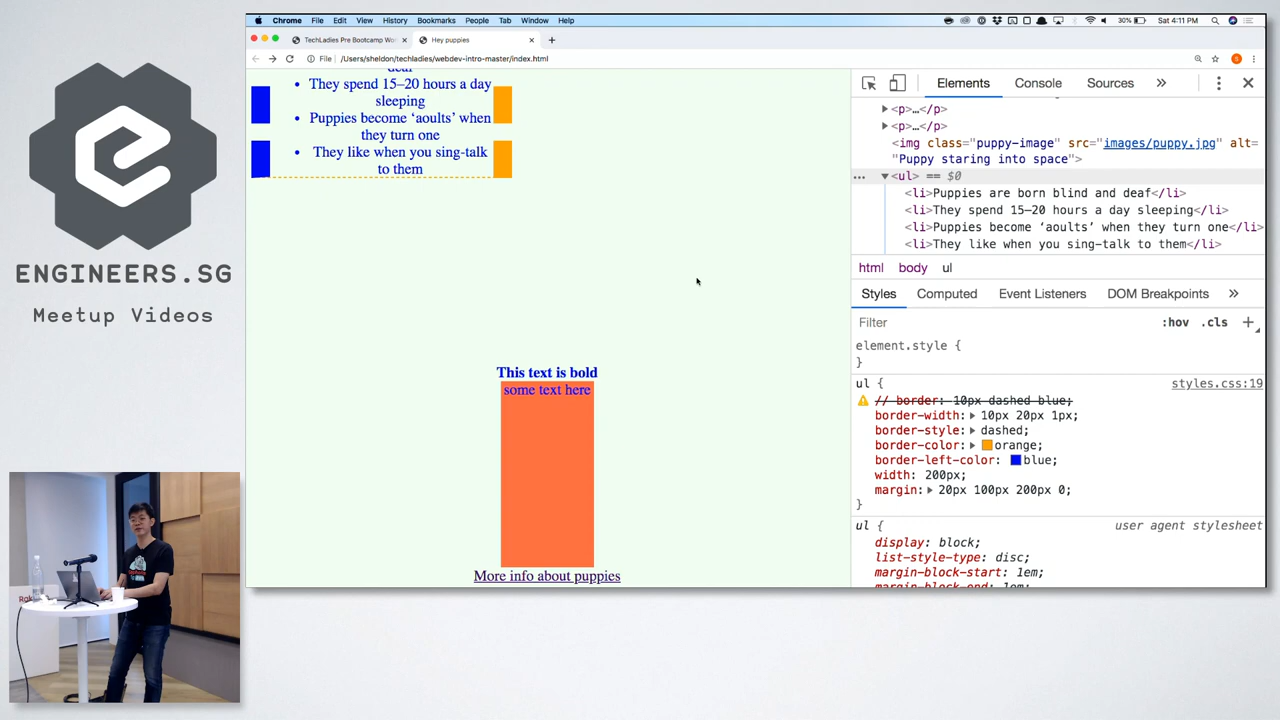 Chrome File Edit View History Bookmarks People Tab Window Help
30% Sat 4:11 PM
TechLadies Pre Bootcamp Wo
Hey puppies
File /Users/sheldon/techladies/webdev-intro-master/index.html
deaf
• They spend 15–20 hours a day
sleeping
• Puppies become ‘aoults’ when
they turn one
• They like when you sing-talk
to them
This text is bold
some text here
More info about puppies
Elements Console Sources »
<p>…</p>
<p>…</p>
<img class="puppy-image" src="images/puppy.jpg" alt=
"Puppy staring into space">
… <ul> == $0
<li>Puppies are born blind and deaf</li>
<li>They spend 15–20 hours a day sleeping</li>
<li>Puppies become ‘aoults’ when they turn one</li>
<li>They like when you sing-talk to them</li>
html body ul
Styles Computed Event Listeners DOM Breakpoints »
Filter :hov .cls +
element.style {
}
ul { styles.css:19
// border: 10px dashed blue;
border-width: 10px 20px 1px;
border-style: dashed;
border-color: orange;
border-left-color: blue;
width: 200px;
margin: 20px 100px 200px 0;
}
ul { user agent stylesheet
display: block;
list-style-type: disc;
margin-block-start: 1em;
margin-block-end: 1em;
ENGINEERS.SG
Meetup Videos